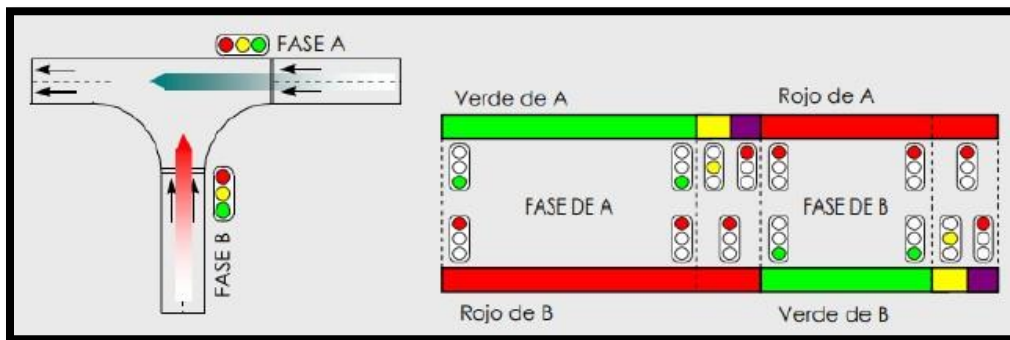 FASE A
FASE B
Verde de A
Rojo de A
FASE DE A
FASE DE B
Rojo de B
Verde de B